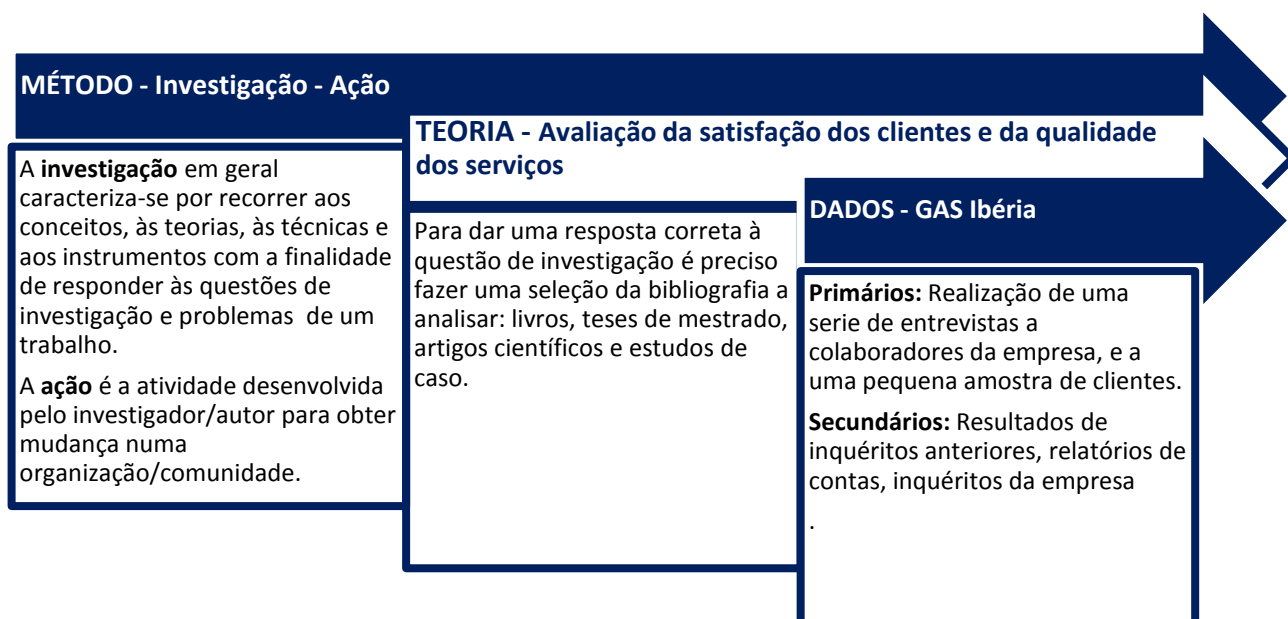 MÉTODO - Investigação - Ação
A investigação em geral
caracteriza-se por recorrer aos
conceitos, às teorias, às técnicas e
aos instrumentos com a finalidade
de responder às questões de
investigação e problemas de um
trabalho.
A ação é a atividade desenvolvida
pelo investigador/autor para obter
mudança numa
organização/comunidade.
TEORIA - Avaliação da satisfação dos clientes e da qualidade
dos serviços
Para dar uma resposta correta à
questão de investigação é preciso
fazer uma seleção da bibliografia a
analisar: livros, teses de mestrado,
artigos científicos e estudos de
caso.
DADOS - GAS Ibéria
Primários: Realização de uma
serie de entrevistas a
colaboradores da empresa, e a
uma pequena amostra de clientes.
Secundários: Resultados de
inquéritos anteriores, relatórios de
contas, inquéritos da empresa
.